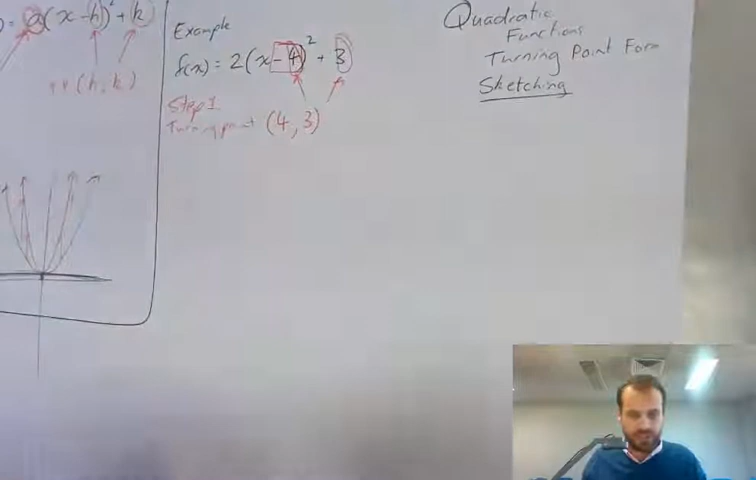 a(x-h)² + k
(h, k)
Example
f(x) = 2(x-4)² + 3
Step 1
Turning point (4, 3)
Quadratic
Functions
Turning Point Form
Sketching